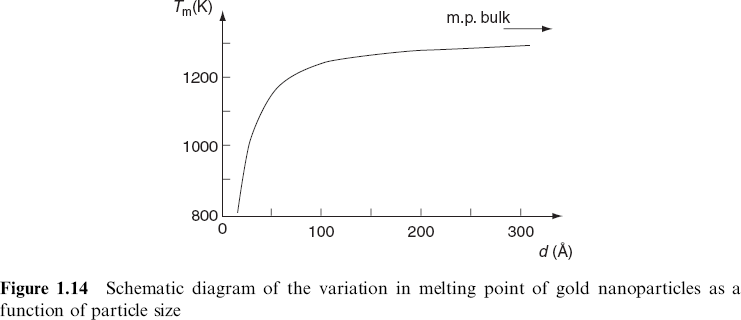 Tm(K)
m.p. bulk
1200
1000
800
0
100
200
300
d (Å)
Figure 1.14 Schematic diagram of the variation in melting point of gold nanoparticles as a
function of particle size